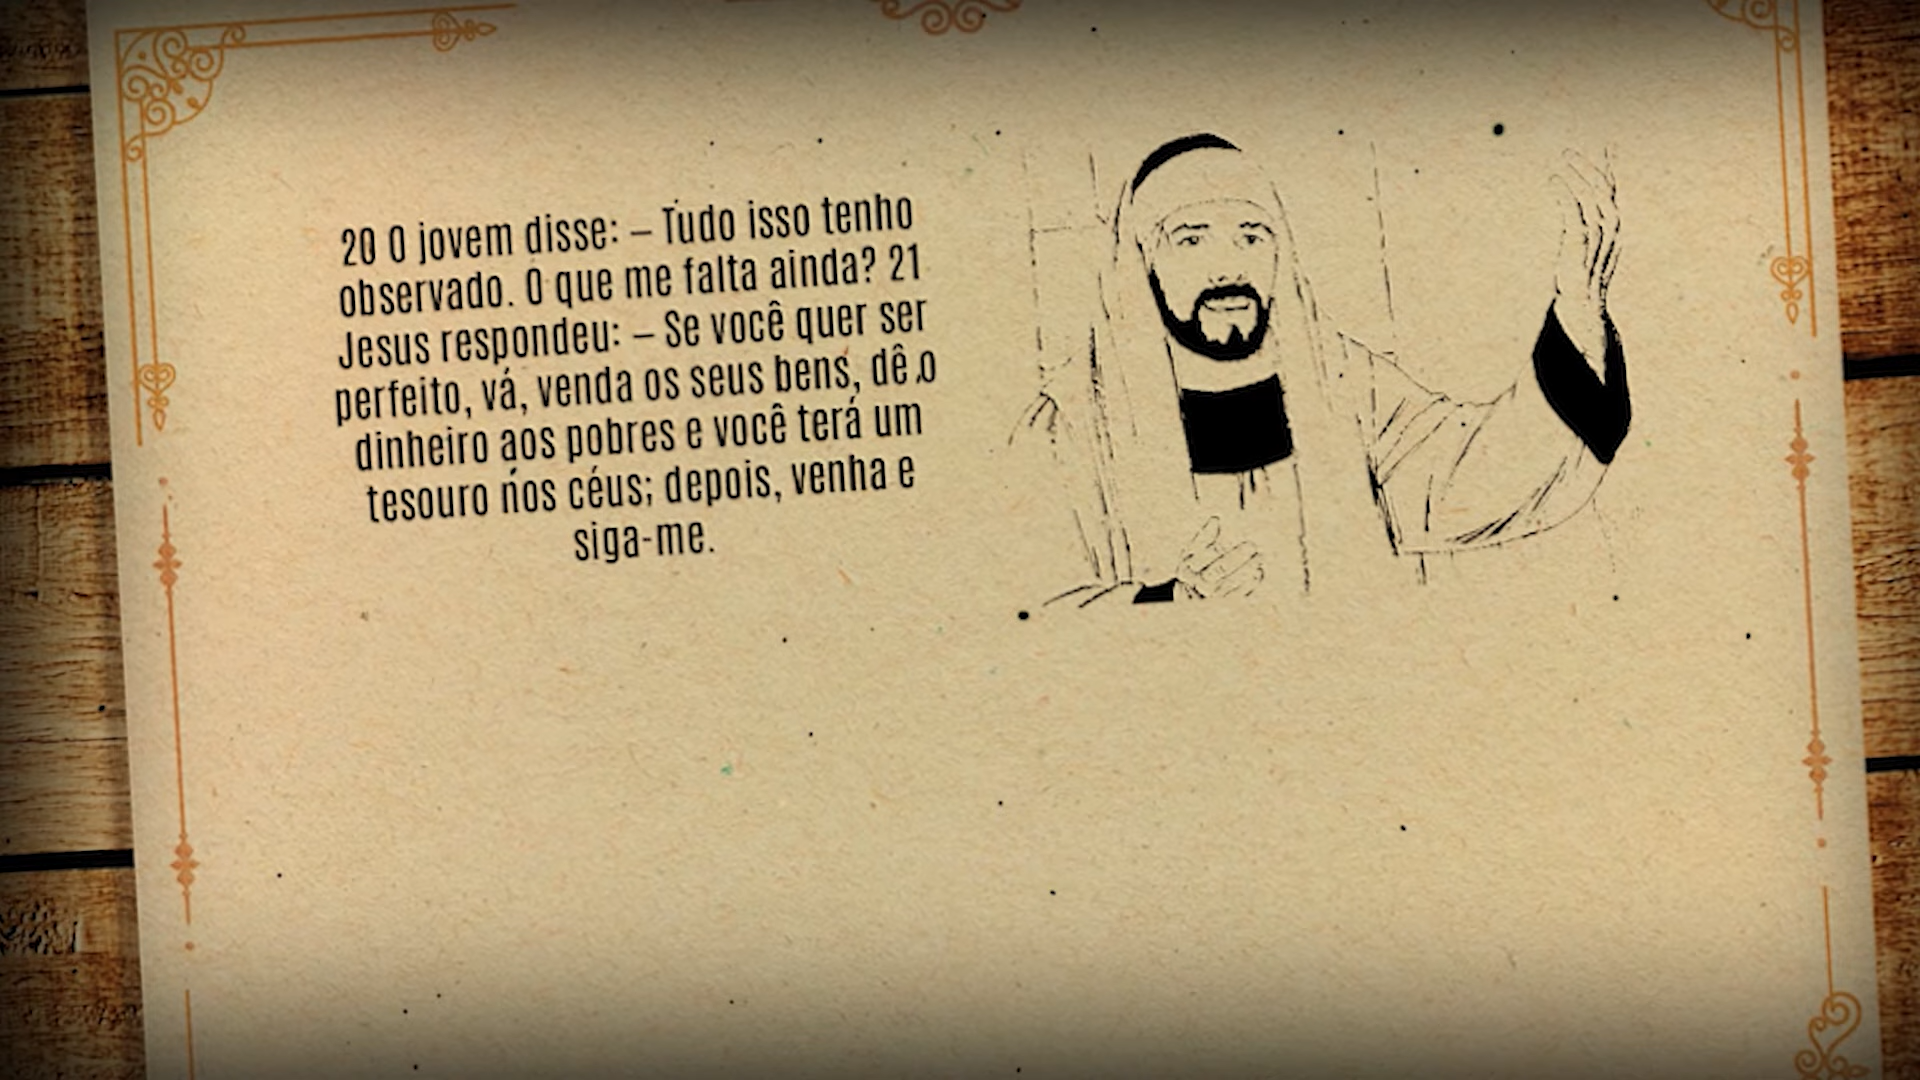 20 O jovem disse: – Tudo isso tenho
observado. O que me falta ainda? 21
Jesus respondeu: – Se você quer ser
perfeito, vá, venda os seus bens, dê o
dinheiro aos pobres e você terá um
tesouro nos céus; depois, venha e
siga-me.